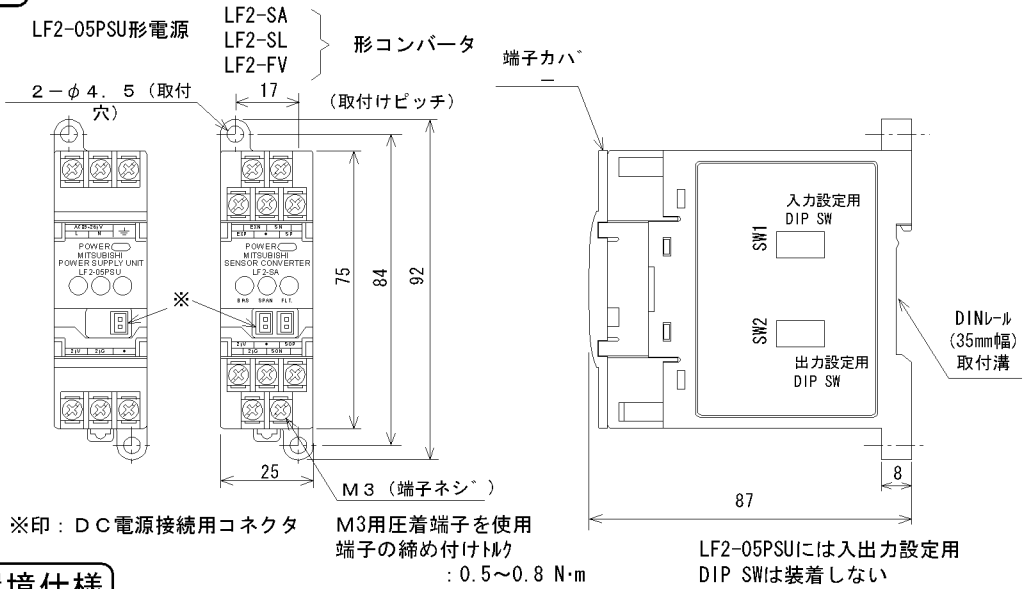 LF2-05PSU形電源
LF2-SA
LF2-SL
LF2-FV
形コンバータ
2－φ4．5（取付
穴）
17
（取付けピッチ）
端子カバ゛
ー
POWER
MITSUBISHI
POWER SUPPLY UNIT
LF2-05PSU
POWER
MITSUBISHI
SENSOR CONVERTER
LF2-SA
SPAN FLT.
※
75
84
92
入力設定用
DIP SW
SW1
SW2
出力設定用
DIP SW
DINレール
(35mm幅)
取付溝
25
M3（端子ネジ゛）
8
87
※印：DC電源接続用コネクタ
M3用圧着端子を使用
端子の締め付けトルク
：0.5～0.8 N·m
LF2-05PSUには入出力設定用
DIP SWは装着しない
境仕様